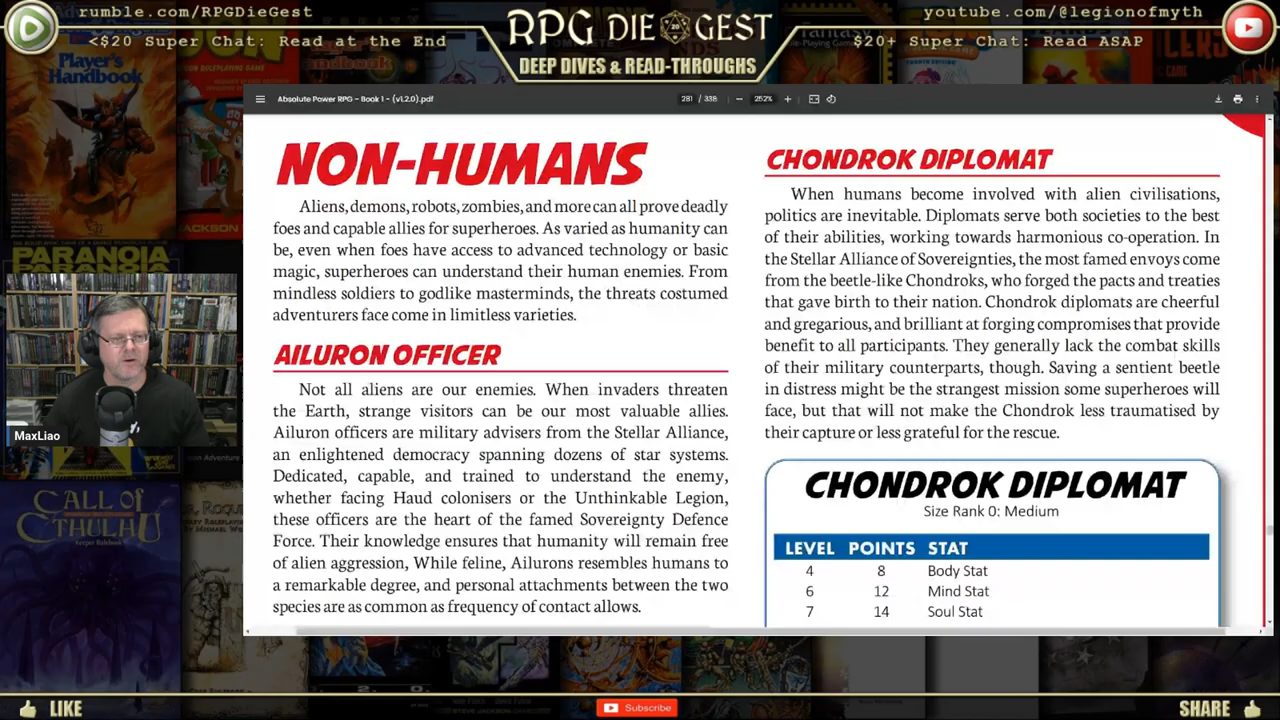 rumble.com/RPGDieGest
<$20 Super Chat: Read at the End
RPG DIE GEST
DEEP DIVES & READ-THROUGHS
youtube.com/@legionofmyth
$20+ Super Chat: Read ASAP
Player's
Handbook
Absolute Power RPG - Book 1 - (v1.2.0).pdf
281 / 338
252%
NON-HUMANS
Aliens, demons, robots, zombies, and more can all prove deadly
foes and capable allies for superheroes. As varied as humanity can
be, even when foes have access to advanced technology or basic
magic, superheroes can understand their human enemies. From
mindless soldiers to godlike masterminds, the threats costumed
adventurers face come in limitless varieties.
AILURON OFFICER
Not all aliens are our enemies. When invaders threaten
the Earth, strange visitors can be our most valuable allies.
Ailuron officers are military advisers from the Stellar Alliance,
an enlightened democracy spanning dozens of star systems.
Dedicated, capable, and trained to understand the enemy,
whether facing Haud colonisers or the Unthinkable Legion,
these officers are the heart of the famed Sovereignty Defence
Force. Their knowledge ensures that humanity will remain free
of alien aggression, While feline, Ailurons resembles humans to
a remarkable degree, and personal attachments between the two
species are as common as frequency of contact allows.
CHONDROK DIPLOMAT
When humans become involved with alien civilisations,
politics are inevitable. Diplomats serve both societies to the best
of their abilities, working towards harmonious co-operation. In
the Stellar Alliance of Sovereignties, the most famed envoys come
from the beetle-like Chondroks, who forged the pacts and treaties
that gave birth to their nation. Chondrok diplomats are cheerful
and gregarious, and brilliant at forging compromises that provide
benefit to all participants. They generally lack the combat skills
of their military counterparts, though. Saving a sentient beetle
in distress might be the strangest mission some superheroes will
face, but that will not make the Chondrok less traumatised by
their capture or less grateful for the rescue.
CHONDROK DIPLOMAT
Size Rank 0: Medium
LEVEL POINTS STAT
4 8 Body Stat
6 12 Mind Stat
7 14 Soul Stat
PARANOIA
JACKSON
MaxLiao
CALL OF
CTHULHU
LIKE
Subscribe
SHARE